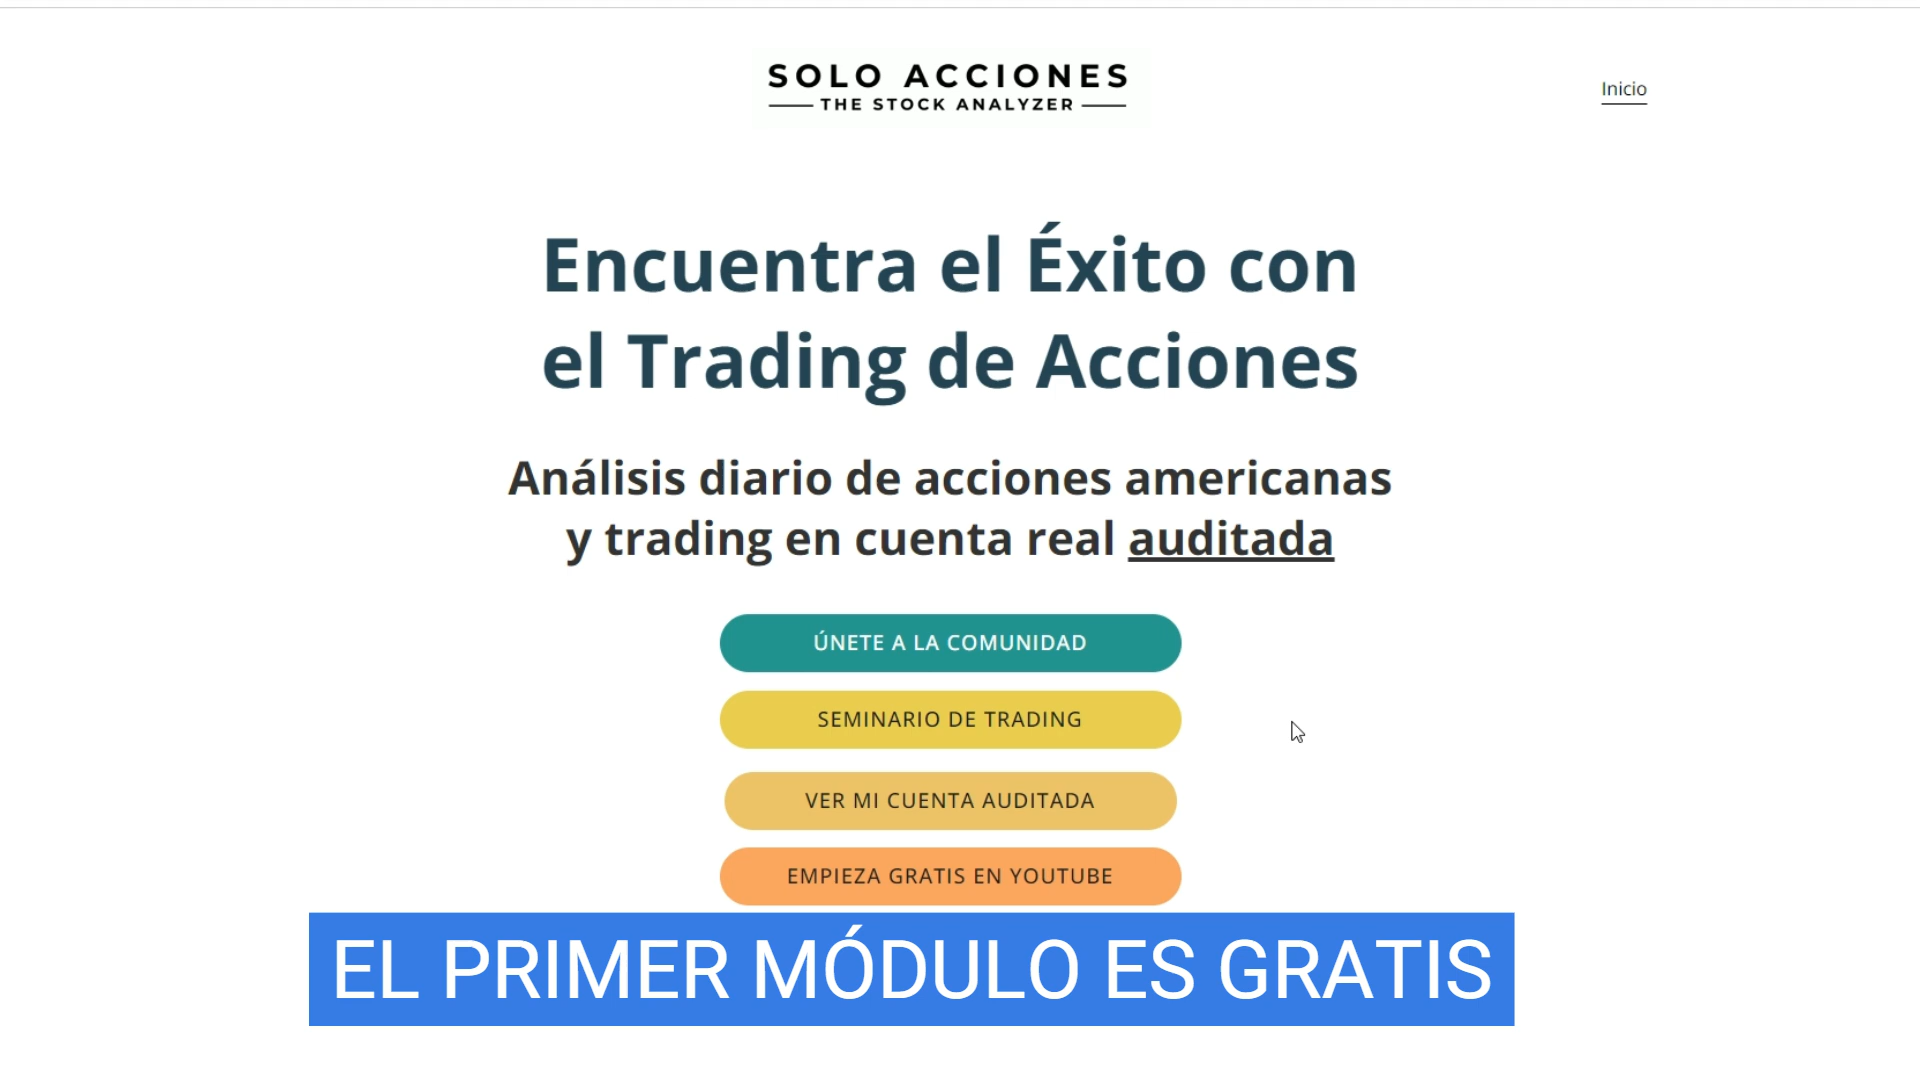 SOLO ACCIONES
THE STOCK ANALYZER
Inicio
Encuentra el Éxito con
el Trading de Acciones
Análisis diario de acciones americanas
y trading en cuenta real auditada
ÚNETE A LA COMUNIDAD
SEMINARIO DE TRADING
VER MI CUENTA AUDITADA
EMPIEZA GRATIS EN YOUTUBE
EL PRIMER MÓDULO ES GRATIS